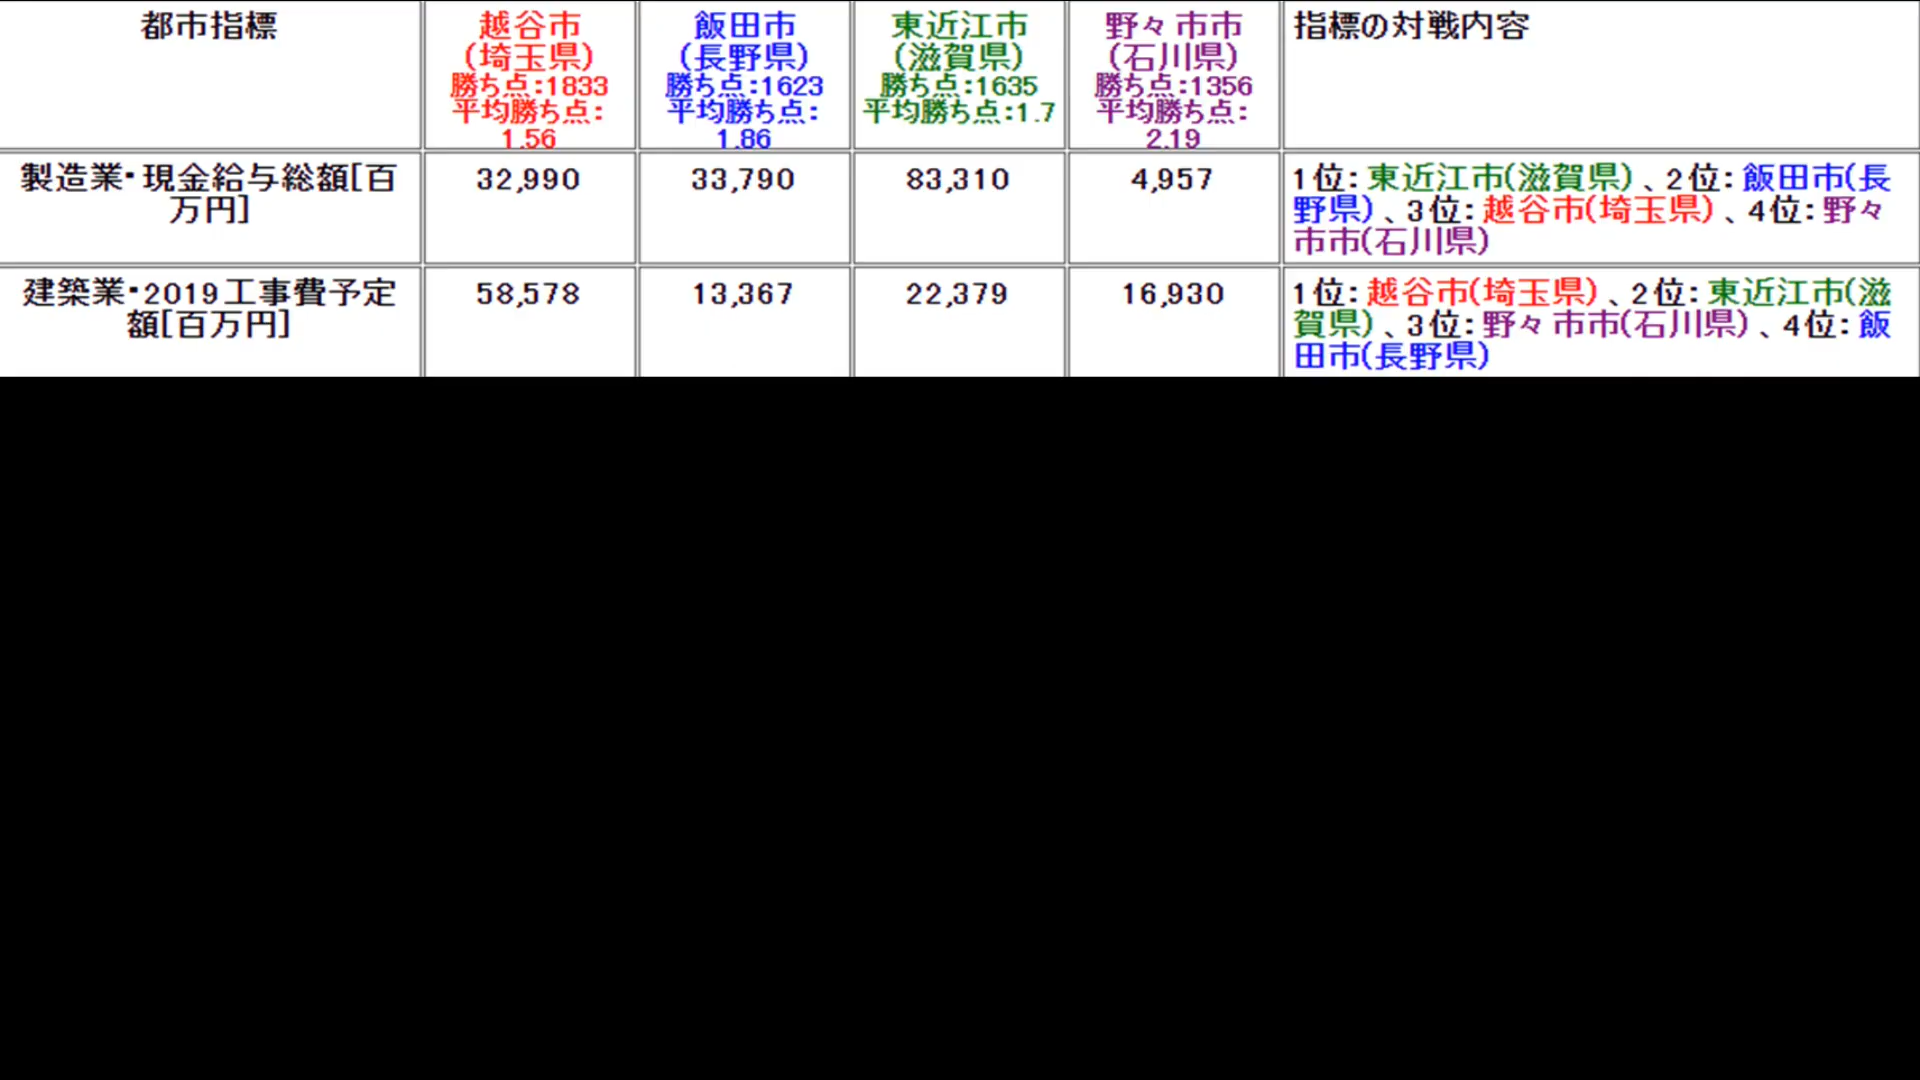 都市指標
越谷市
(埼玉県)
勝ち点:1833
平均勝ち点:
1.56
飯田市
(長野県)
勝ち点:1623
平均勝ち点:
1.86
東近江市
(滋賀県)
勝ち点:1635
平均勝ち点:1.7
野々市市
(石川県)
勝ち点:1356
平均勝ち点:
2.19
指標の対戦内容
製造業・現金給与総額[百
万円]
32,990
33,790
83,310
4,957
1位:東近江市(滋賀県)、2位:飯田市(長
野県)、3位:越谷市(埼玉県)、4位:野々
市市(石川県)
建築業・2019工事費予定
額[百万円]
58,578
13,367
22,379
16,930
1位:越谷市(埼玉県)、2位:東近江市(滋
賀県)、3位:野々市市(石川県)、4位:飯
田市(長野県)